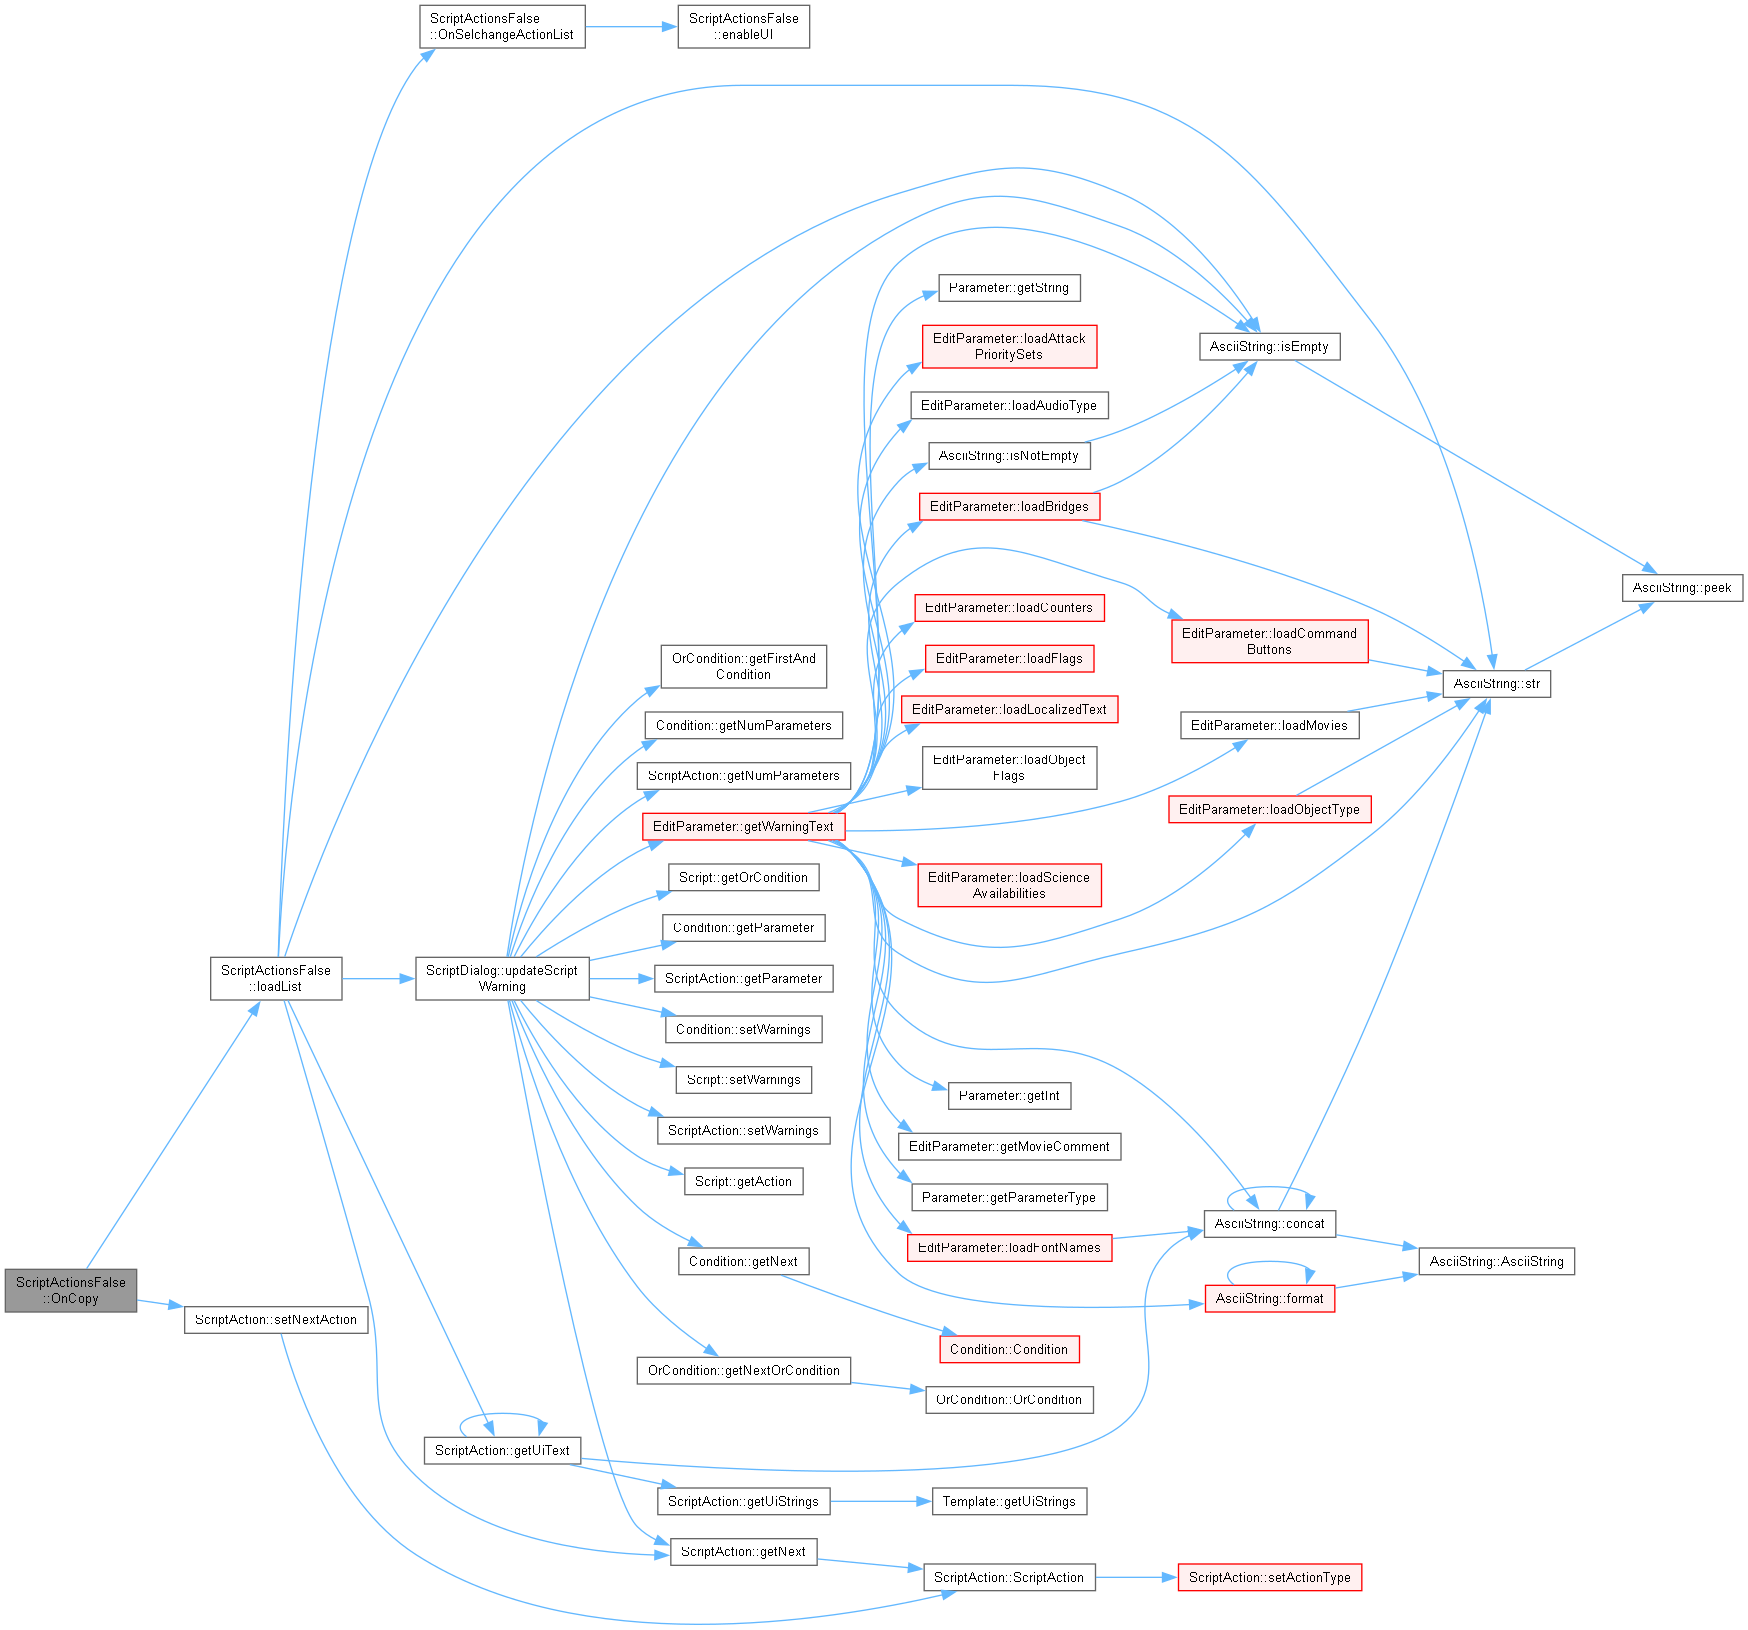 ScriptActionsFalse
::OnSelchangeActionList
ScriptActionsFalse
::enableUI
Parameter::getString
EditParameter::loadAttack
PrioritySets
AsciiString::isEmpty
EditParameter::loadAudioType
AsciiString::isNotEmpty
EditParameter::loadBridges
AsciiString::peek
EditParameter::loadCounters
EditParameter::loadCommand
Buttons
OrCondition::getFirstAnd
Condition
EditParameter::loadFlags
AsciiString::str
EditParameter::loadLocalizedText
Condition::getNumParameters
EditParameter::loadMovies
ScriptAction::getNumParameters
EditParameter::loadObject
Flags
EditParameter::loadObjectType
EditParameter::getWarningText
Script::getOrCondition
EditParameter::loadScience
Availabilities
Condition::getParameter
ScriptActionsFalse
::loadList
ScriptDialog::updateScript
Warning
ScriptAction::getParameter
Condition::setWarnings
Script::setWarnings
Parameter::getInt
ScriptAction::setWarnings
EditParameter::getMovieComment
Script::getAction
Parameter::getParameterType
AsciiString::concat
EditParameter::loadFontNames
Condition::getNext
AsciiString::AsciiString
ScriptActionsFalse
::OnCopy
AsciiString::format
ScriptAction::setNextAction
Condition::Condition
OrCondition::getNextOrCondition
OrCondition::OrCondition
ScriptAction::getUiText
ScriptAction::getUiStrings
Template::getUiStrings
ScriptAction::getNext
ScriptAction::ScriptAction
ScriptAction::setActionType